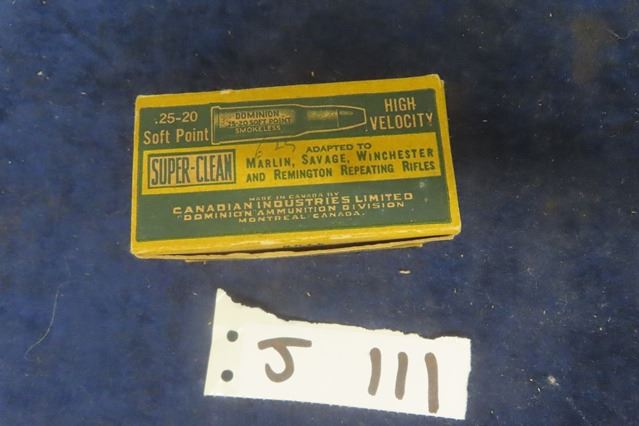 .25-20
Soft Point
DOMINION
25-20 SOFT POINT
SMOKELESS
HIGH
VELOCITY
SUPER-CLEAN
ADAPTED TO
MARLIN, SAVAGE, WINCHESTER
AND REMINGTON REPEATING RIFLES
MADE IN CANADA BY
CANADIAN INDUSTRIES LIMITED
"DOMINION" AMMUNITION DIVISION
MONTREAL, CANADA.
J 111